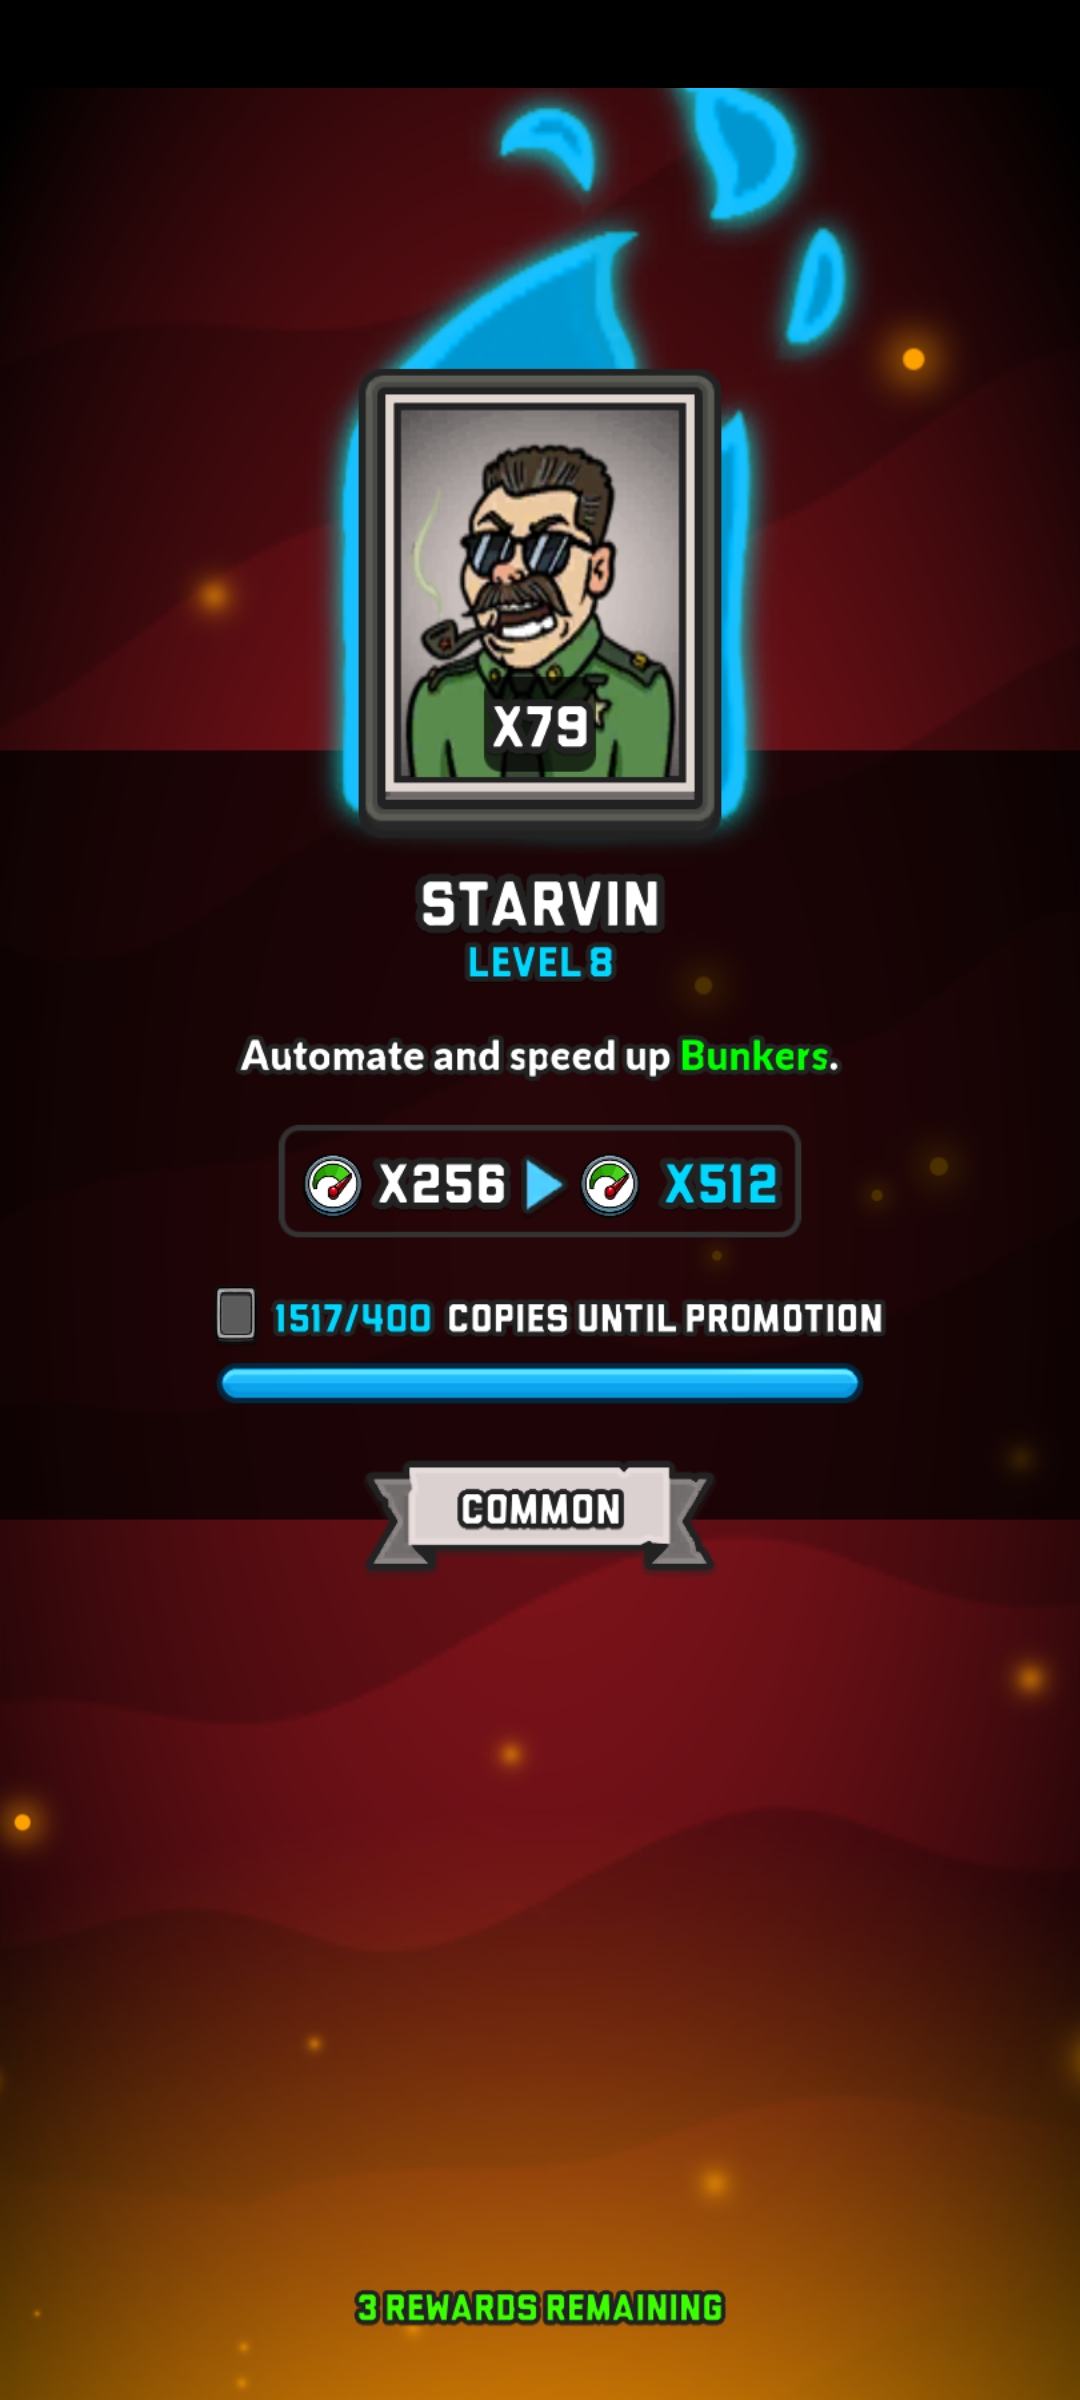 X79
STARVIN
LEVEL 8
Automate and speed up Bunkers.
X256 X512
1517/400 COPIES UNTIL PROMOTION
COMMON
3 REWARDS REMAINING